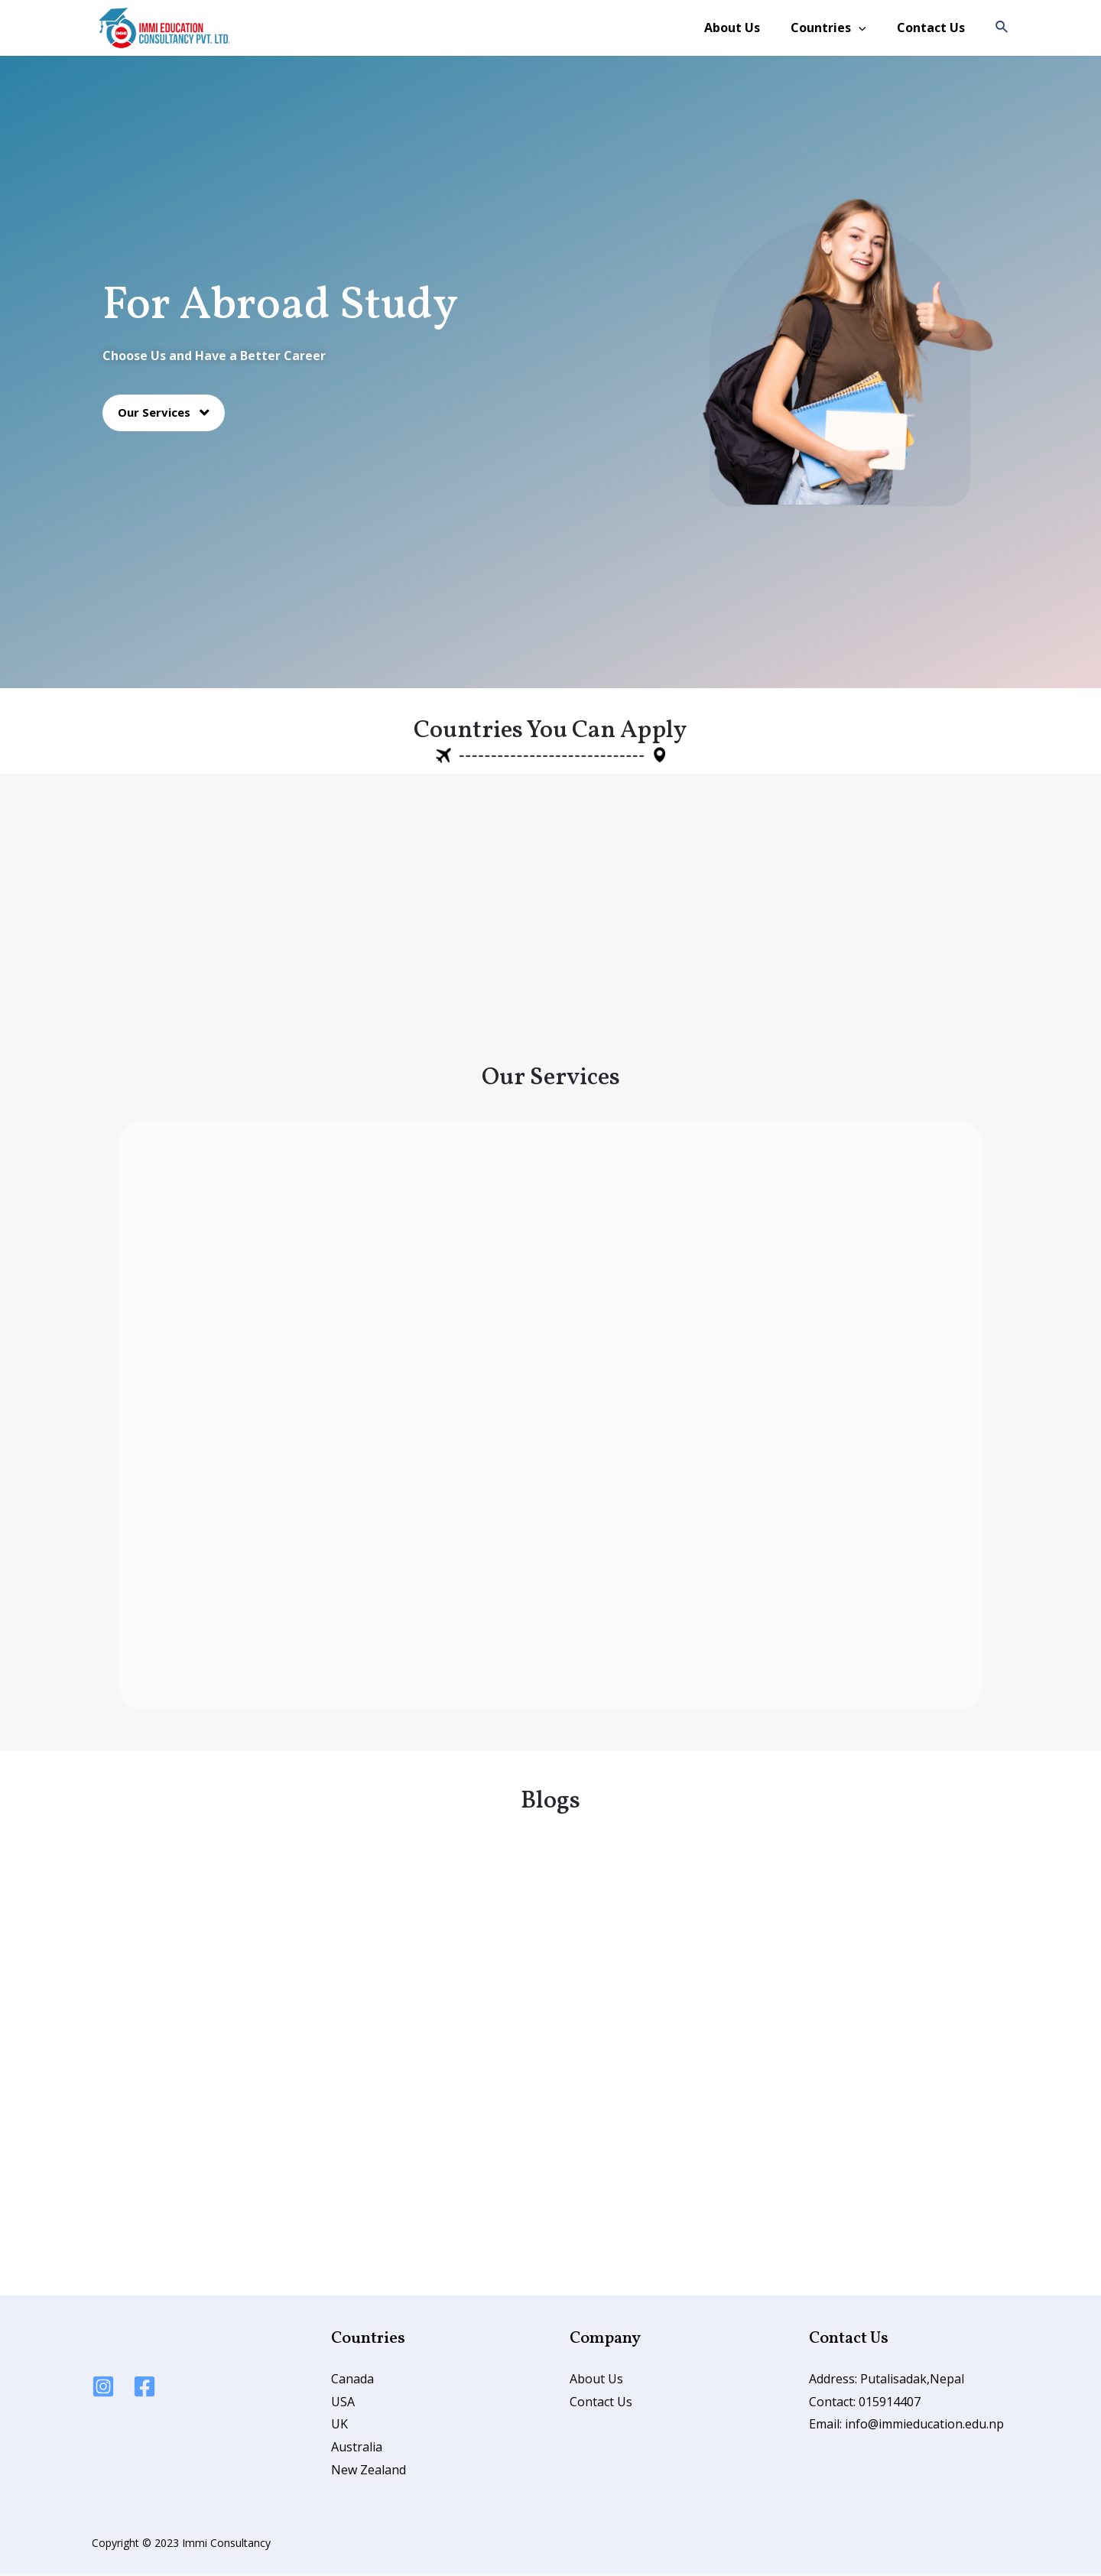 IMMI EDUCATION
CONSULTANCY PVT. LTD.
About Us
Countries
Contact Us
For Abroad Study
Choose Us and Have a Better Career
Our Services
Countries You Can Apply
-----------------------------
Our Services
Blogs
Countries
Canada
USA
UK
Australia
New Zealand
Company
About Us
Contact Us
Contact Us
Address: Putalisadak,Nepal
Contact: 015914407
Email: info@immieducation.edu.np
Copyright © 2023 Immi Consultancy